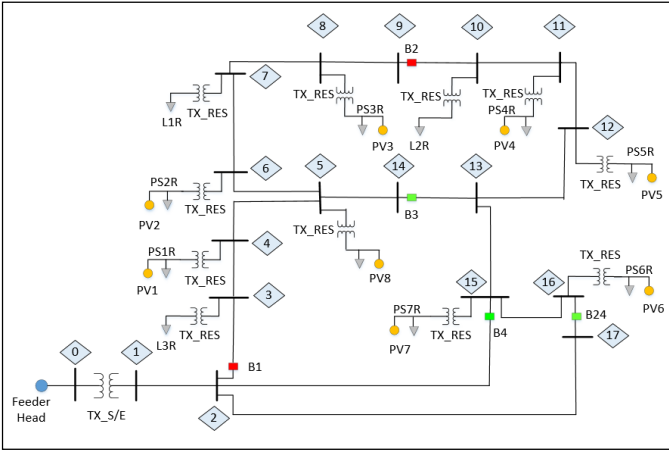 8
9
10
11
B2
7
TX_RES
PS3R
TX_RES
TX_RES
PS4R
L1R
TX_RES
PV3
L2R
PV4
12
PS5R
TX_RES
PV5
6
5
14
13
PS2R
TX_RES
PV2
B3
4
TX_RES
PS1R
TX_RES
PV1
PV8
3
15
16
TX_RES
PS6R
PS7R
TX_RES
PV6
B24
L3R
TX_RES
PV7
B4
17
0
1
B1
Feeder
Head
TX_S/E
2